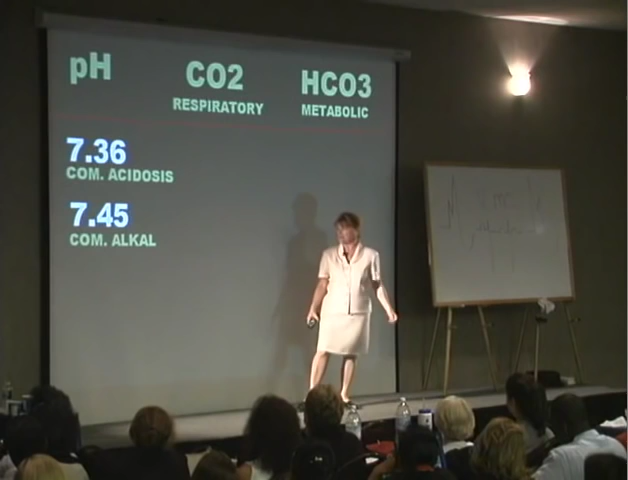 pH CO2 HCO3
RESPIRATORY METABOLIC
7.36
COM. ACIDOSIS
7.45
COM. ALKAL